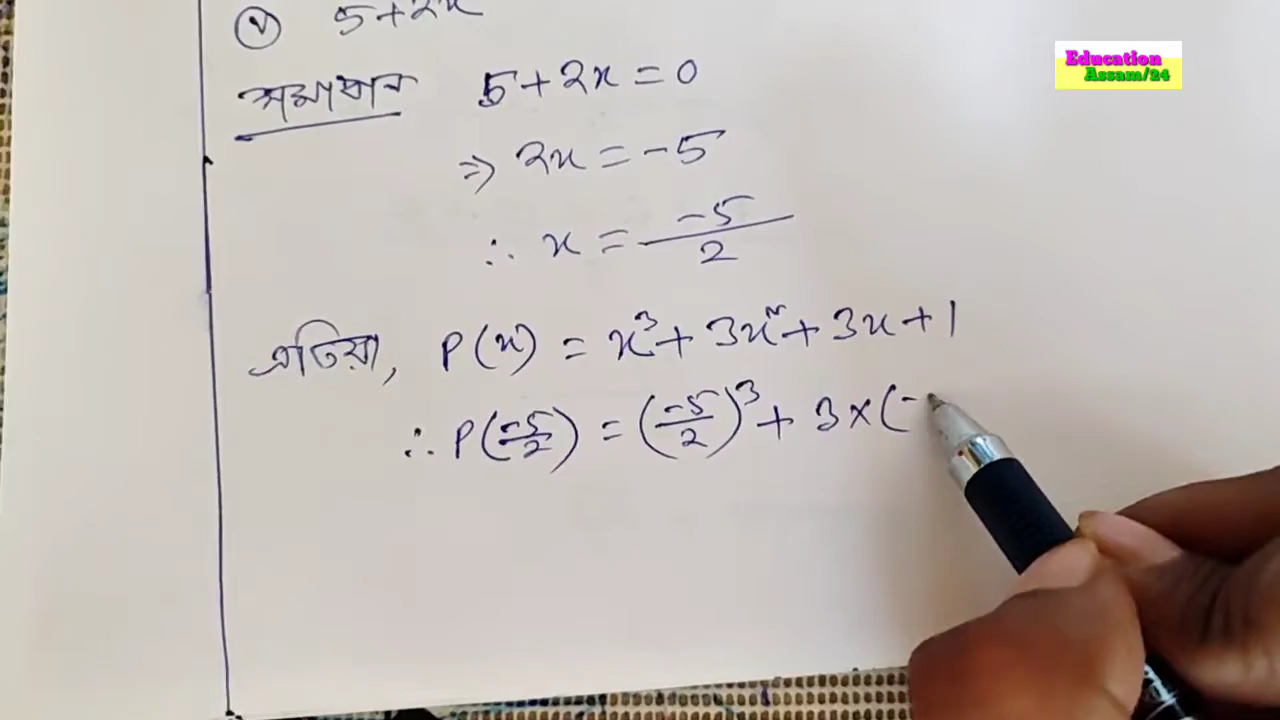 (v) 5+2x
সমাধান 5+2x=0
⇒ 2x=-5
∴ x = -5/2
এতিয়া, P(x) = x³+3x²+3x+1
∴ P(-5/2) = (-5/2)³ + 3×(-
Education
Assam/24